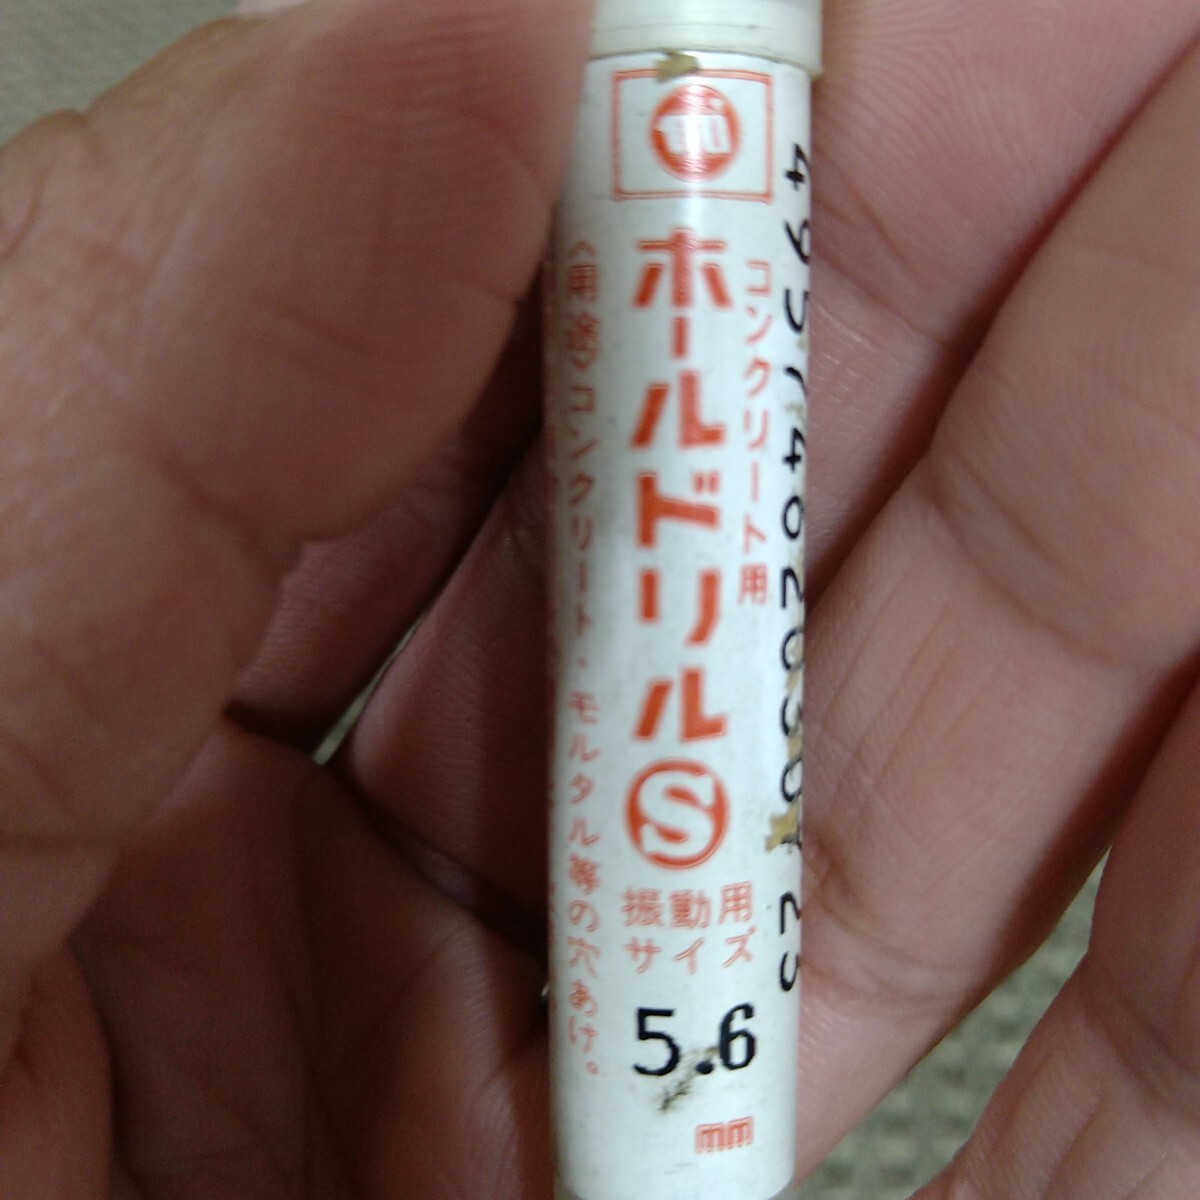 コンクリート用
ホールドリルⓈ
振動用
サイズ
5.6
mm
〈用途〉コンクリート・モルタル等の穴あけ。